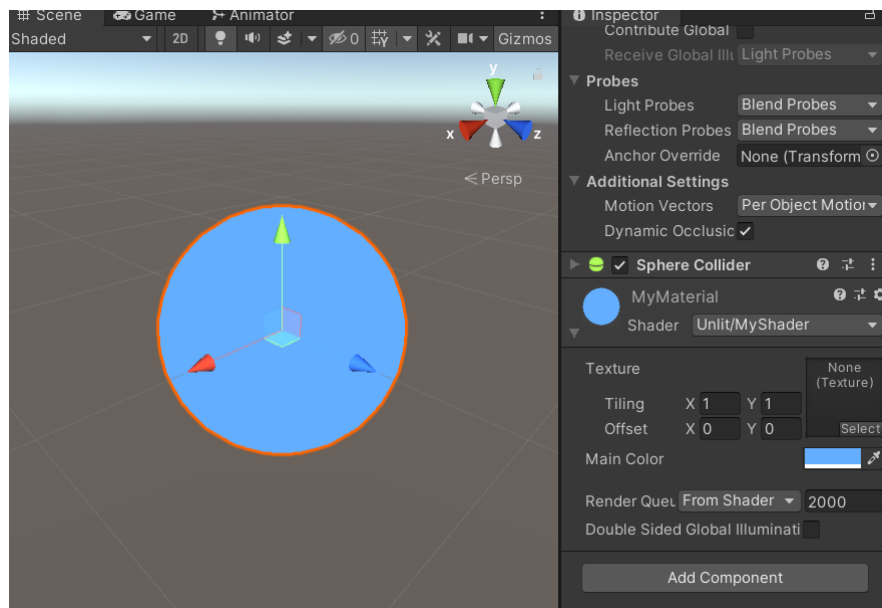 Scene Game Animator
Shaded 2D 0 Gizmos
y
x z
Persp
Inspector
Contribute Global
Receive Global Illu Light Probes
Probes
Light Probes Blend Probes
Reflection Probes Blend Probes
Anchor Override None (Transform
Additional Settings
Motion Vectors Per Object Motion
Dynamic Occlusic
Sphere Collider
MyMaterial
Shader Unlit/MyShader
Texture None
(Texture)
Tiling X 1 Y 1
Offset X 0 Y 0 Select
Main Color
Render Queu From Shader 2000
Double Sided Global Illuminati
Add Component